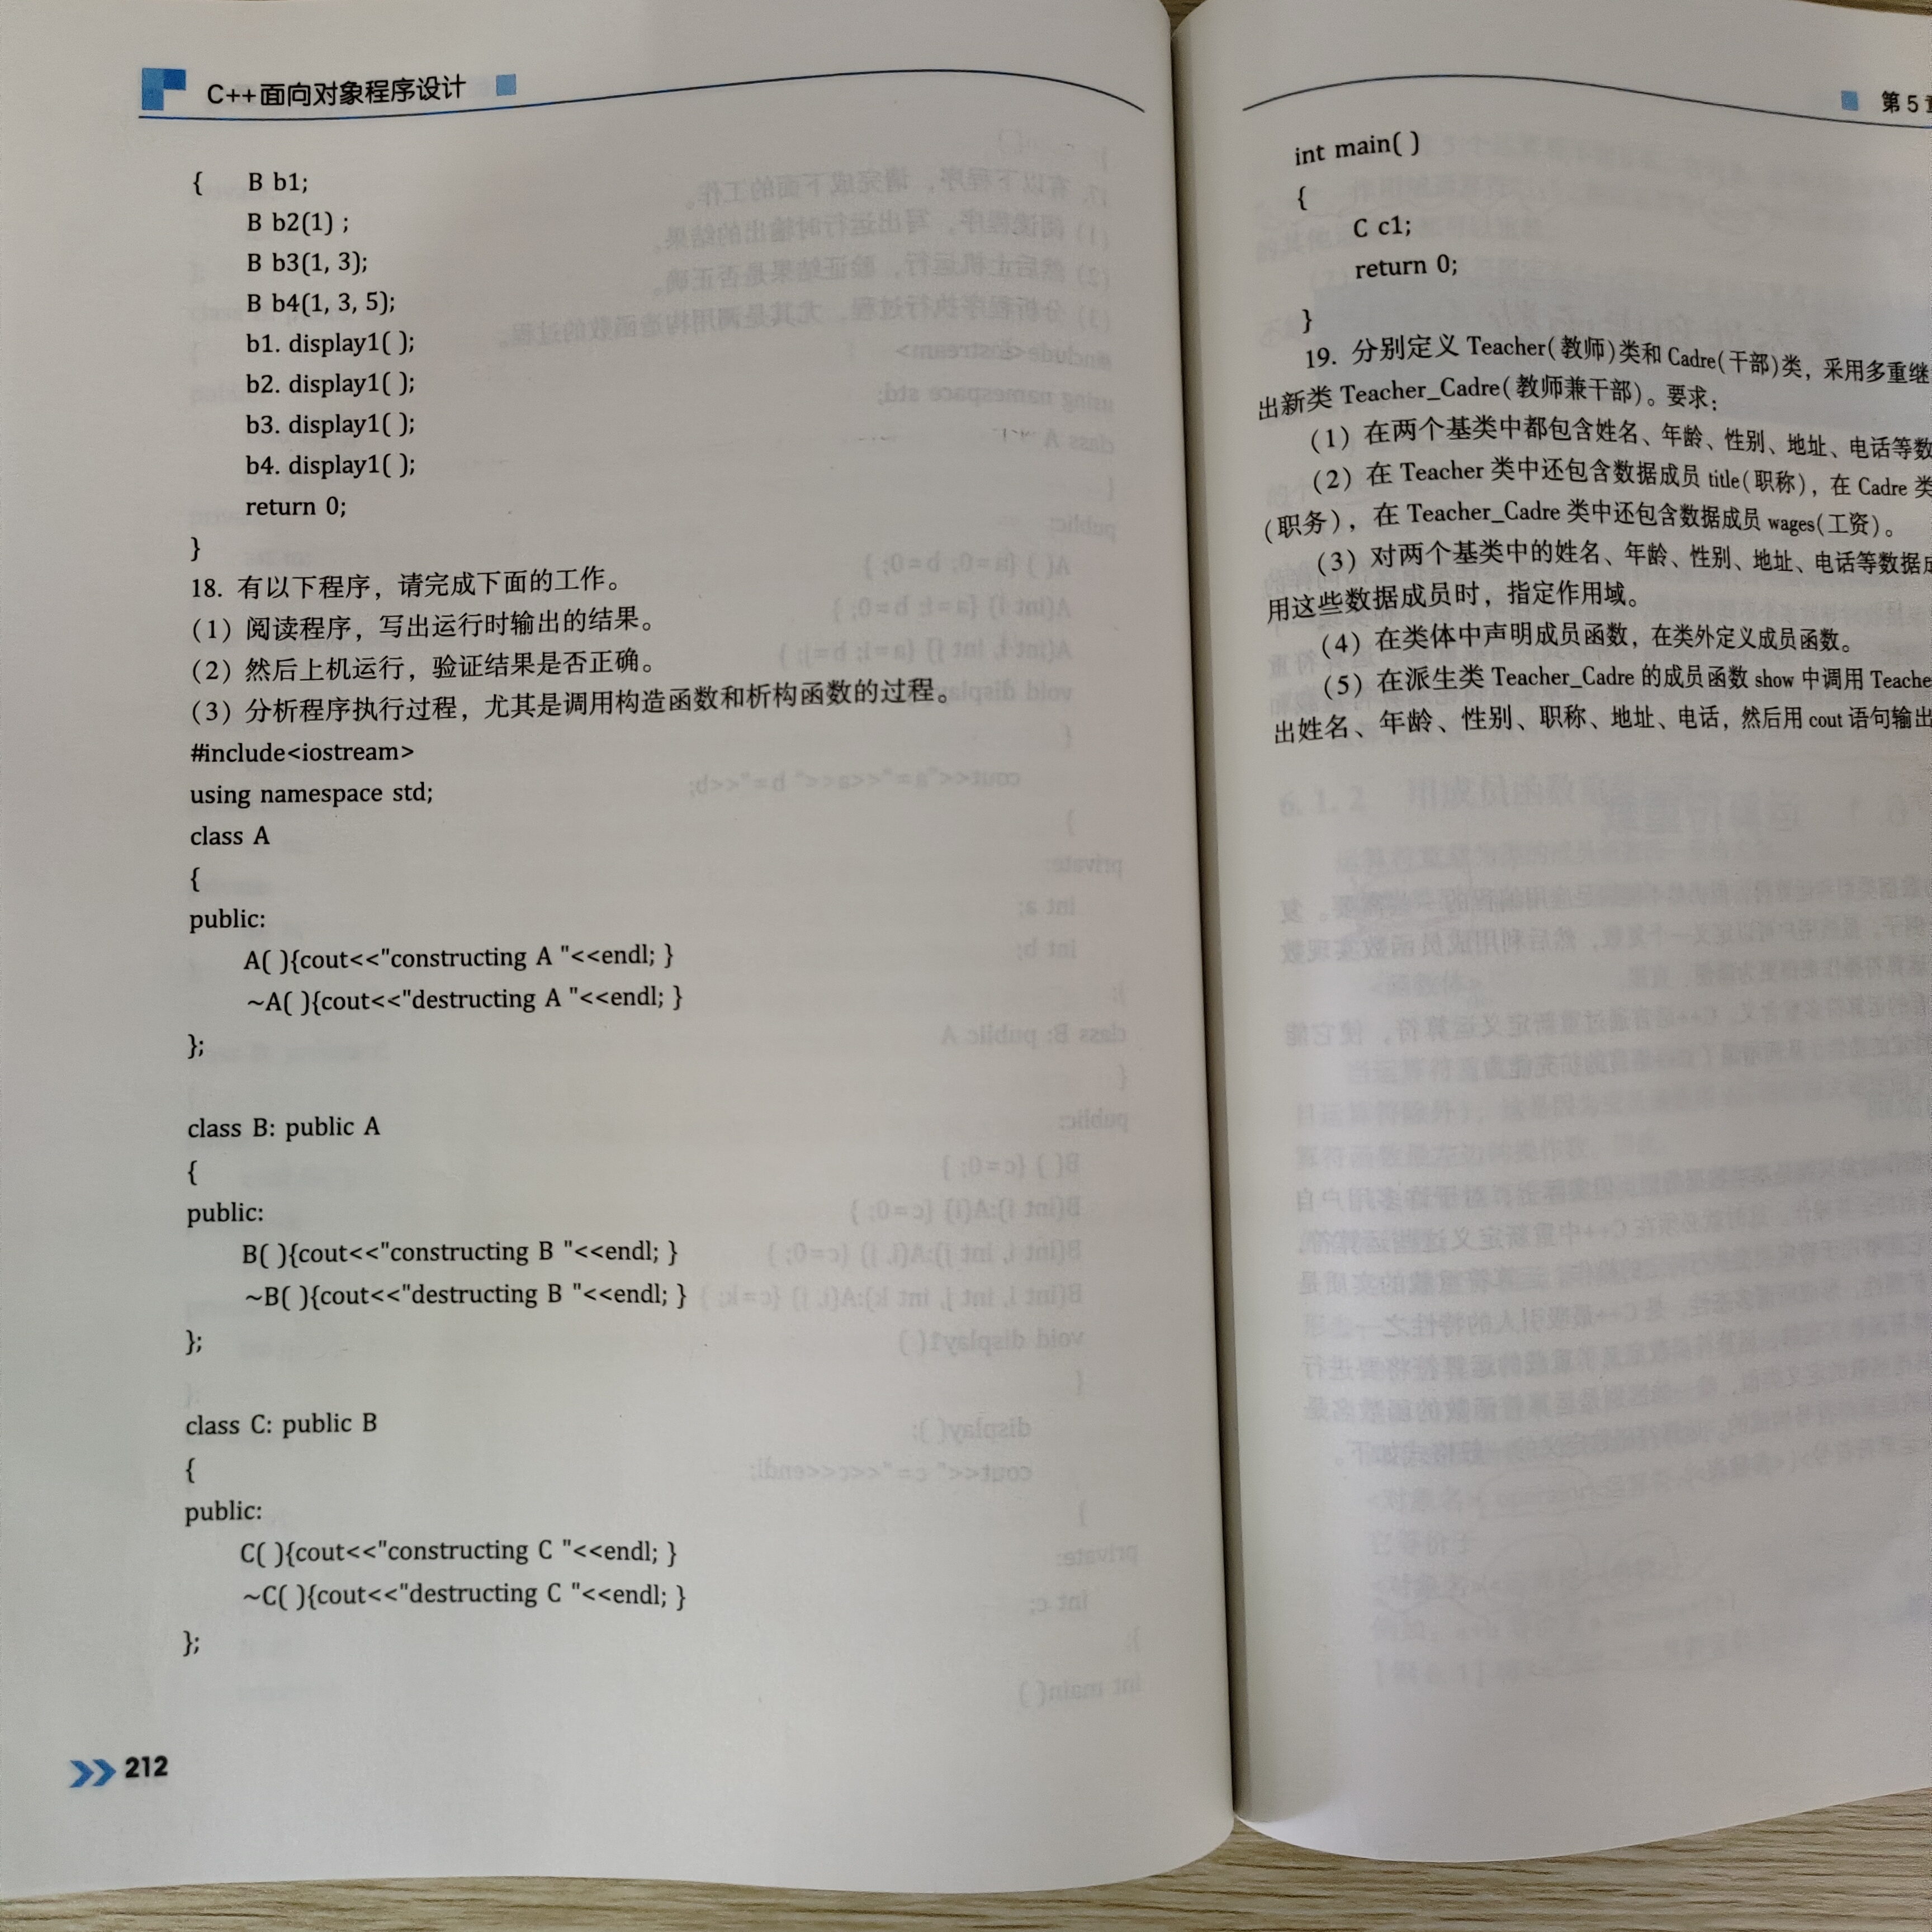 C++面向对象程序设计
{ B b1;
B b2(1) ;
B b3(1, 3);
B b4(1, 3, 5);
b1. display1( );
b2. display1( );
b3. display1( );
b4. display1( );
return 0;
}
18. 有以下程序，请完成下面的工作。
(1) 阅读程序，写出运行时输出的结果。
(2) 然后上机运行，验证结果是否正确。
(3) 分析程序执行过程，尤其是调用构造函数和析构函数的过程。
#include<iostream>
using namespace std;
class A
{
public:
A( ){cout<<"constructing A "<<endl; }
~A( ){cout<<"destructing A "<<endl; }
};
class B: public A
{
public:
B( ){cout<<"constructing B "<<endl; }
~B( ){cout<<"destructing B "<<endl; }
};
class C: public B
{
public:
C( ){cout<<"constructing C "<<endl; }
~C( ){cout<<"destructing C "<<endl; }
};
212
第5
int main( )
{
C c1;
return 0;
}
19. 分别定义 Teacher(教师)类和 Cadre(干部)类，采用多重继
出新类 Teacher_Cadre(教师兼干部)。要求：
(1) 在两个基类中都包含姓名、年龄、性别、地址、电话等数
(2) 在 Teacher 类中还包含数据成员 title(职称)，在 Cadre 类
(职务)，在 Teacher_Cadre 类中还包含数据成员 wages(工资)。
(3) 对两个基类中的姓名、年龄、性别、地址、电话等数据成
用这些数据成员时，指定作用域。
(4) 在类体中声明成员函数，在类外定义成员函数。
(5) 在派生类 Teacher_Cadre 的成员函数 show 中调用 Teache
出姓名、年龄、性别、职称、地址、电话，然后用 cout 语句输出